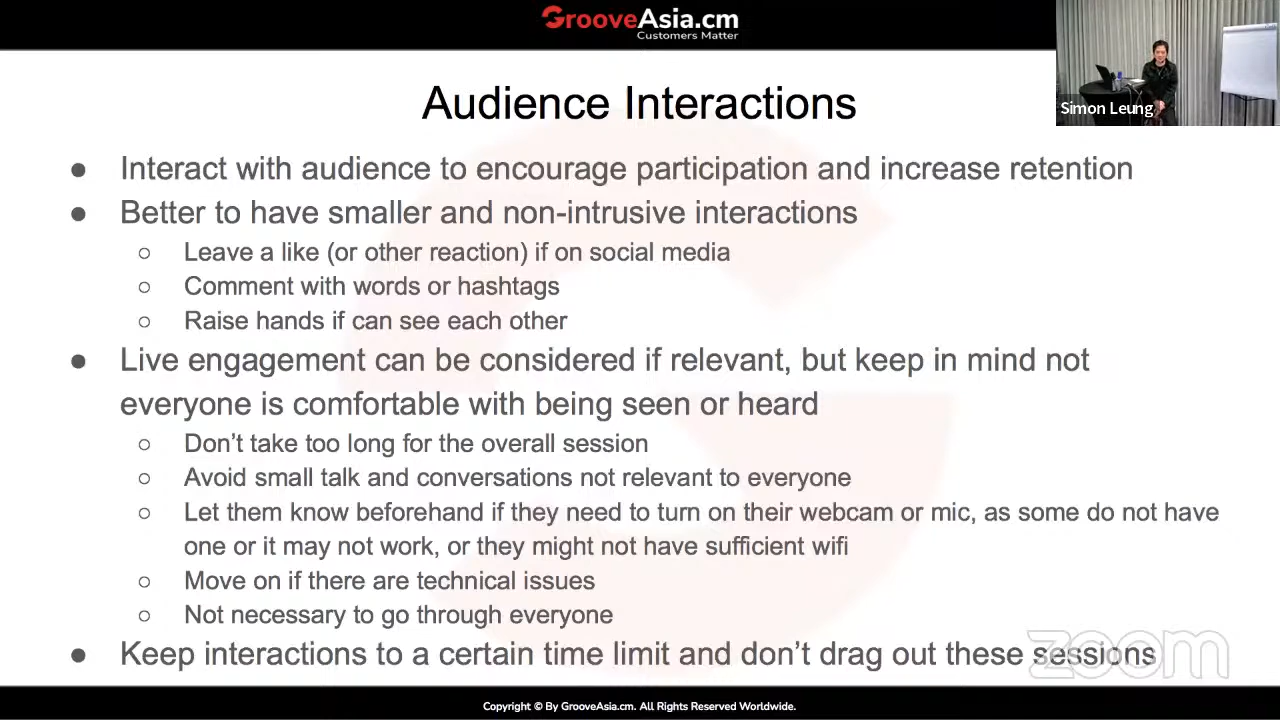 GrooveAsia.cm
Customers Matter
Simon Leung
Audience Interactions
● Interact with audience to encourage participation and increase retention
● Better to have smaller and non-intrusive interactions
○ Leave a like (or other reaction) if on social media
○ Comment with words or hashtags
○ Raise hands if can see each other
● Live engagement can be considered if relevant, but keep in mind not
everyone is comfortable with being seen or heard
○ Don't take too long for the overall session
○ Avoid small talk and conversations not relevant to everyone
○ Let them know beforehand if they need to turn on their webcam or mic, as some do not have
one or it may not work, or they might not have sufficient wifi
○ Move on if there are technical issues
○ Not necessary to go through everyone
● Keep interactions to a certain time limit and don't drag out these sessions
zoom
Copyright © By GrooveAsia.cm. All Rights Reserved Worldwide.